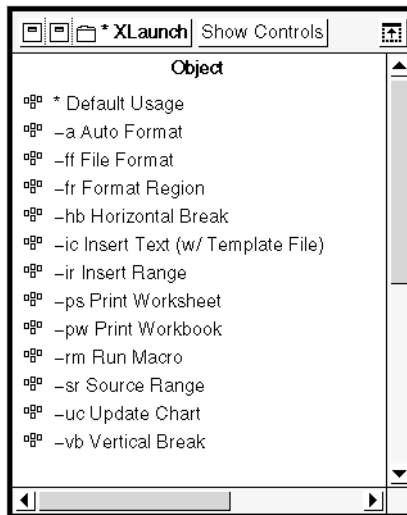 * XLaunch Show Controls
Object
* Default Usage
–a Auto Format
–ff File Format
–fr Format Region
–hb Horizontal Break
–ic Insert Text (w/ Template File)
–ir Insert Range
–ps Print Worksheet
–pw Print Workbook
–rm Run Macro
–sr Source Range
–uc Update Chart
–vb Vertical Break